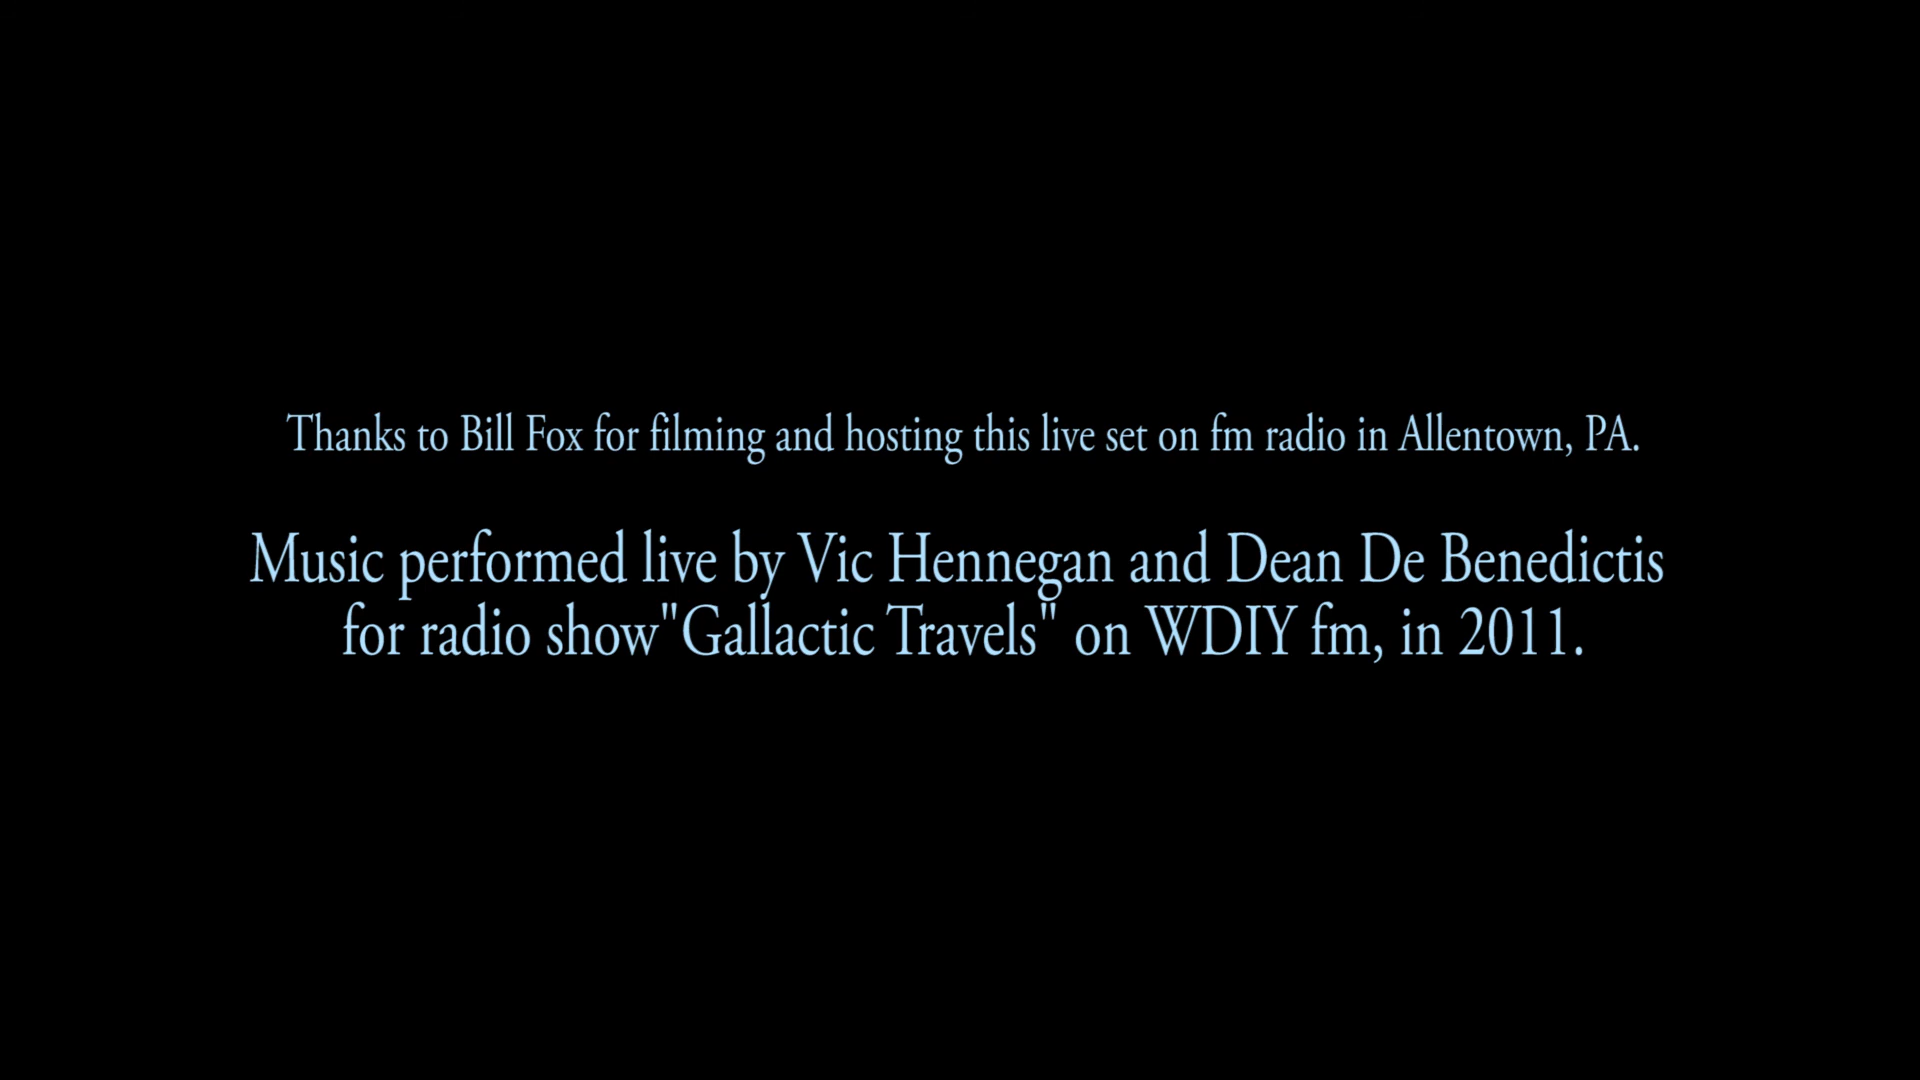 Thanks to Bill Fox for filming and hosting this live set on fm radio in Allentown, PA.
Music performed live by Vic Hennegan and Dean De Benedictis
for radio show"Gallactic Travels" on WDIY fm, in 2011.